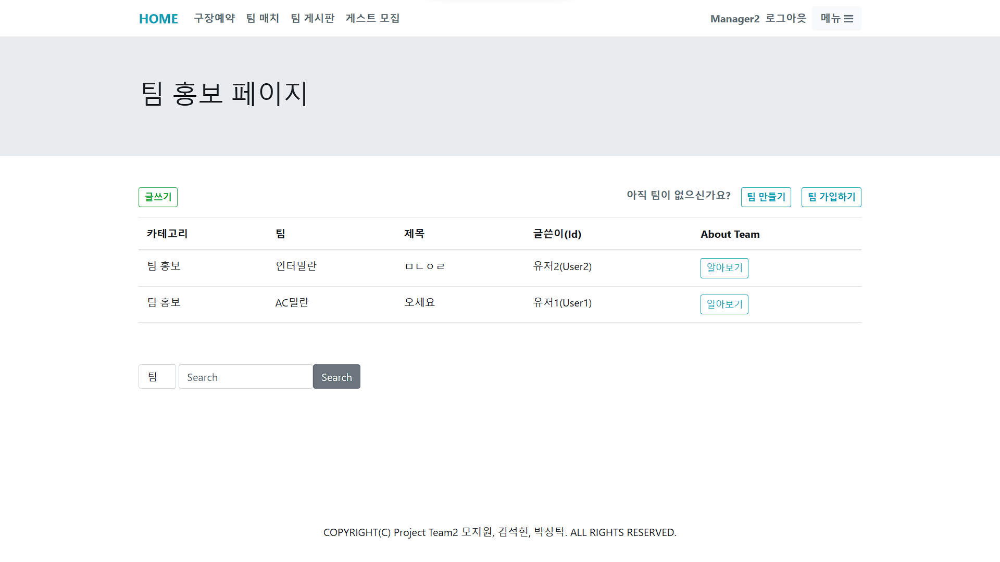 HOME 구장예약 팀 매치 팀 게시판 게스트 모집 Manager2 로그아웃 메뉴
팀 홍보 페이지
글쓰기 아직 팀이 없으신가요? 팀 만들기 팀 가입하기
카테고리 팀 제목 글쓴이(Id) About Team
팀 홍보 인터밀란 ㅁㄴㅇㄹ 유저2(User2) 알아보기
팀 홍보 AC밀란 오세요 유저1(User1) 알아보기
팀 Search Search
COPYRIGHT(C) Project Team2 모지원, 김석현, 박상탁. ALL RIGHTS RESERVED.